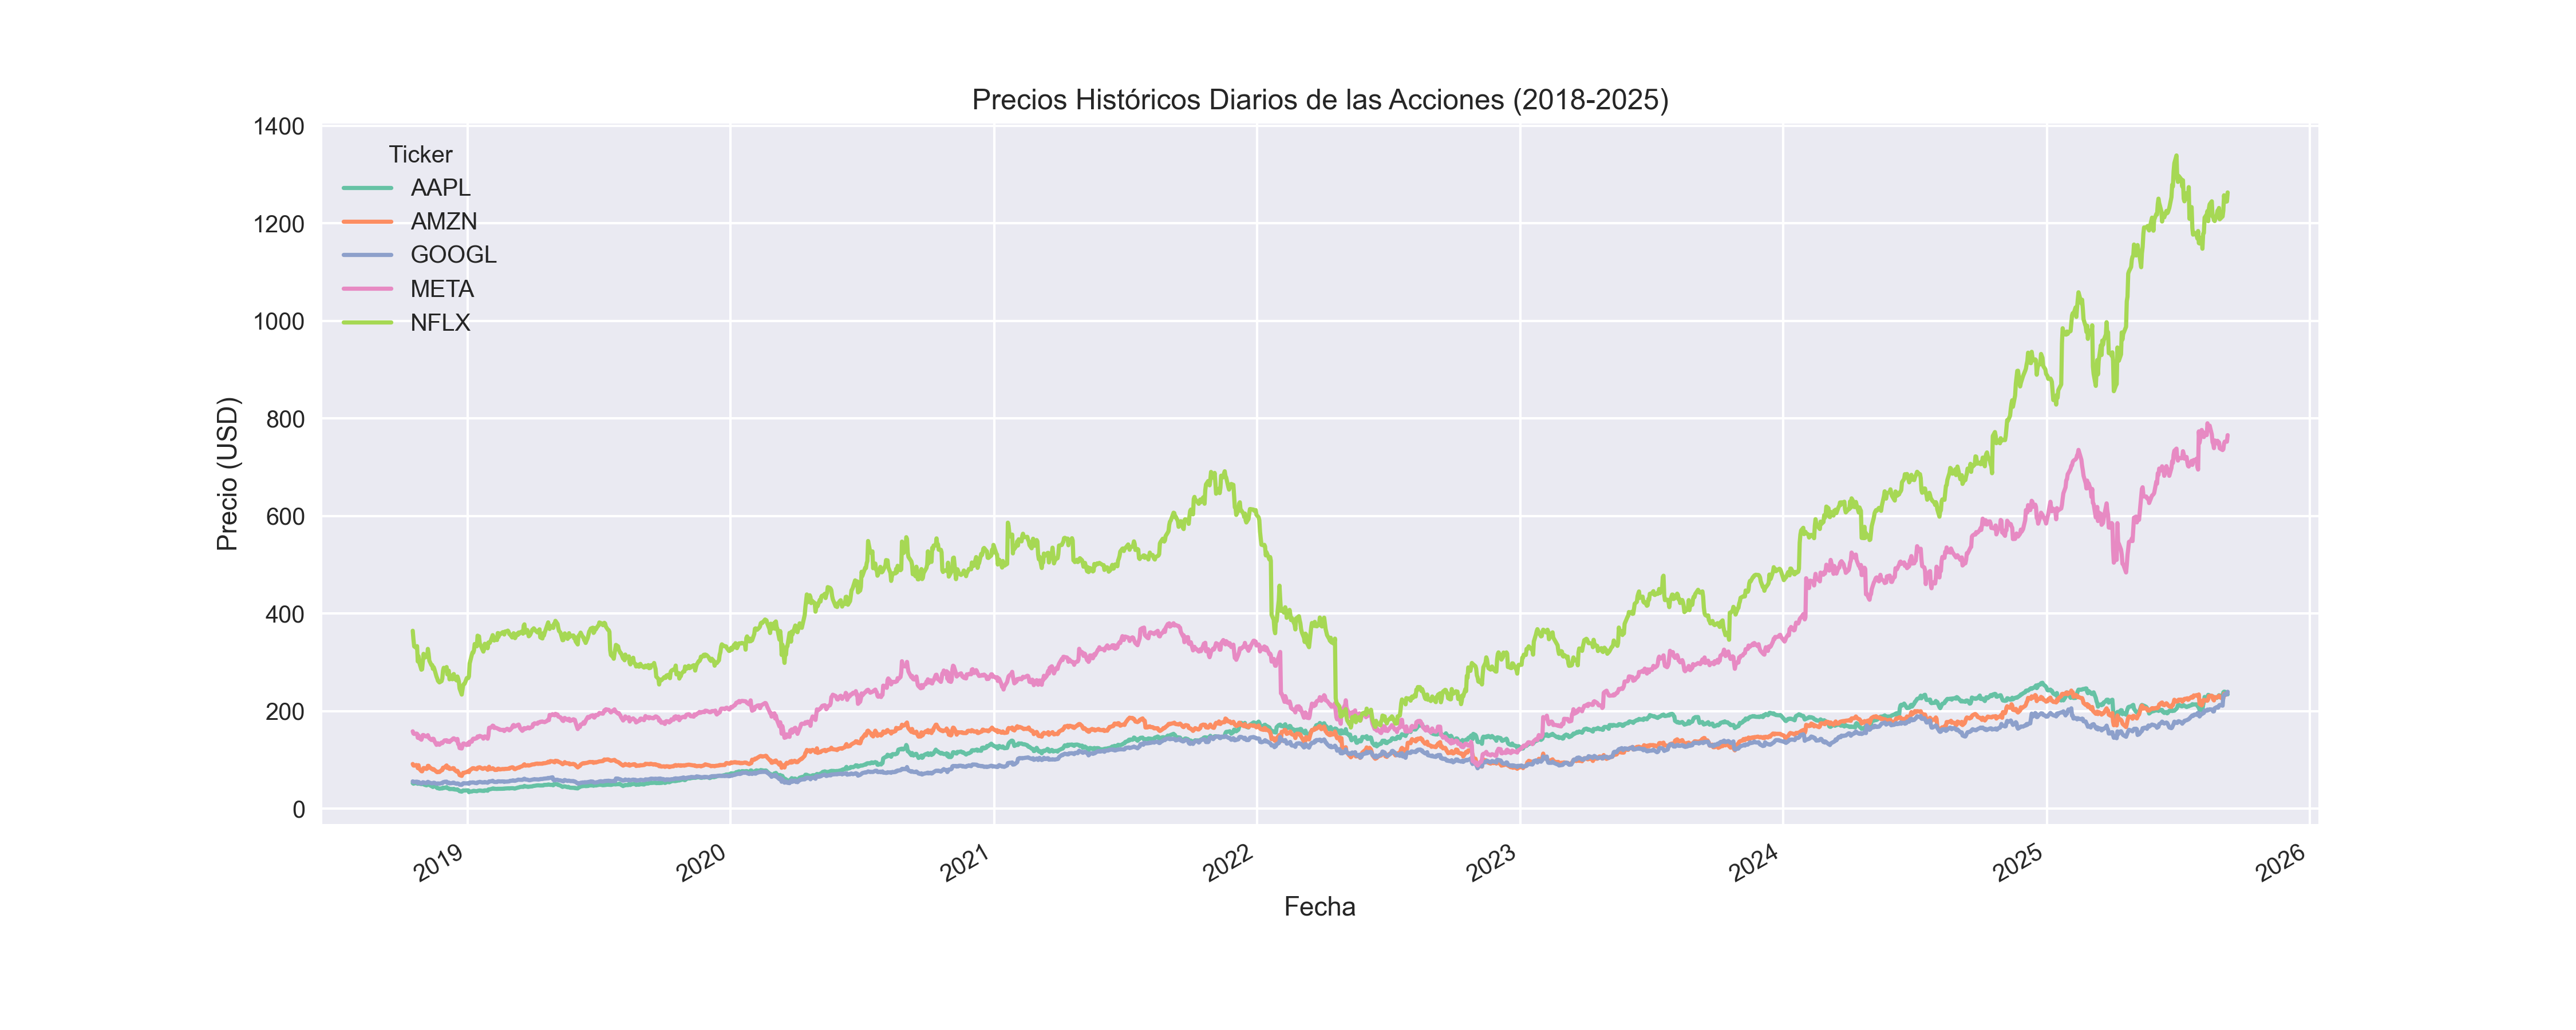 Precios Históricos Diarios de las Acciones (2018-2025)
1400
1200
1000
800
600
400
200
0
Precio (USD)
Ticker
AAPL
AMZN
GOOGL
META
NFLX
2019
2020
2021
2022
2023
2024
2025
2026
Fecha